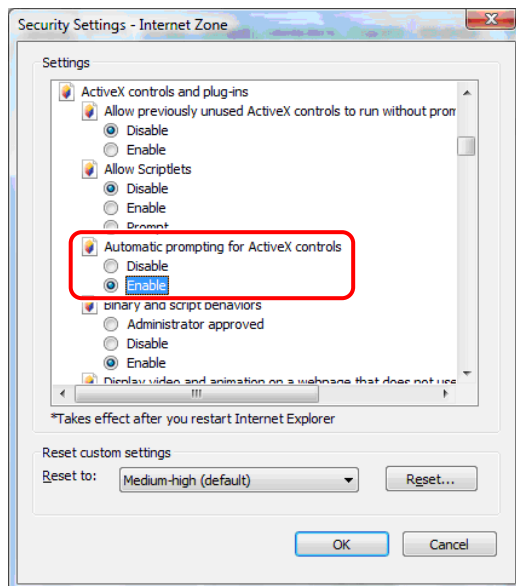 Security Settings - Internet Zone
Settings
ActiveX controls and plug-ins
Allow previously unused ActiveX controls to run without prom
Disable
Enable
Allow Scriptlets
Disable
Enable
Prompt
Automatic prompting for ActiveX controls
Disable
Enable
Binary and script behaviors
Administrator approved
Disable
Enable
Display video and animation on a webpage that does not use
*Takes effect after you restart Internet Explorer
Reset custom settings
Reset to: Medium-high (default) Reset...
OK Cancel